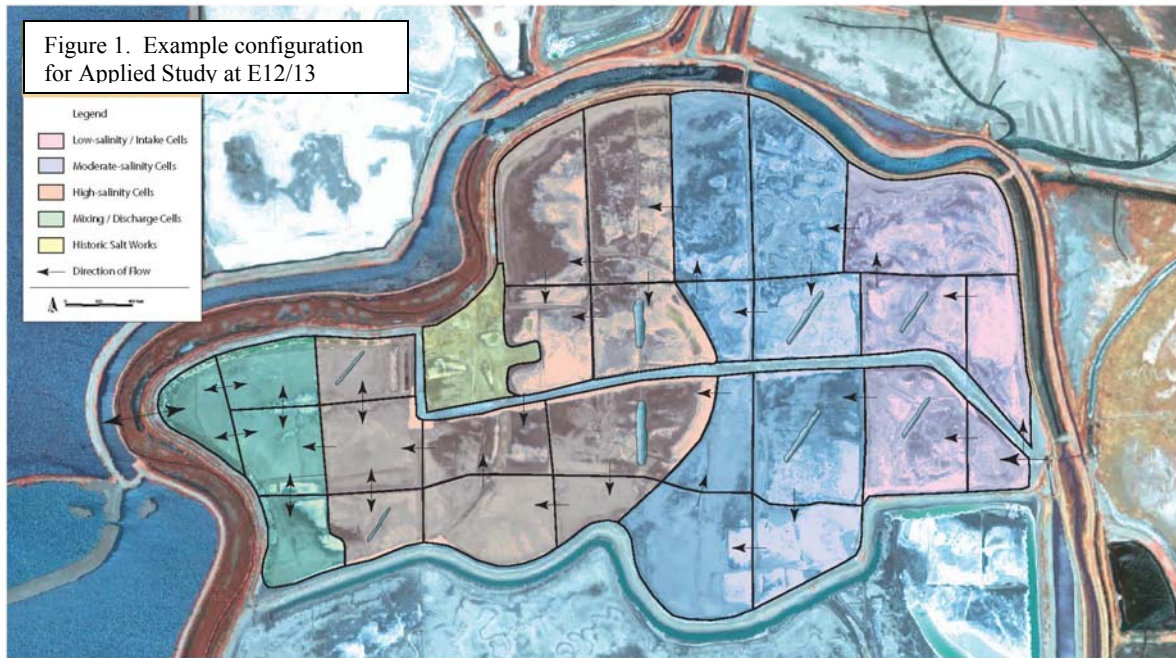 Figure 1.  Example configuration
for Applied Study at E12/13
Legend
Low-salinity / Intake Cells
Moderate-salinity Cells
High-salinity Cells
Mixing / Discharge Cells
Historic Salt Works
Direction of Flow